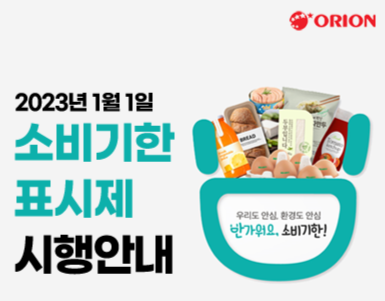 ORION
2023년 1월 1일
소비기한
표시제
시행안내
BREAD
우리도 안심, 환경도 안심
반가워요, 소비기한!